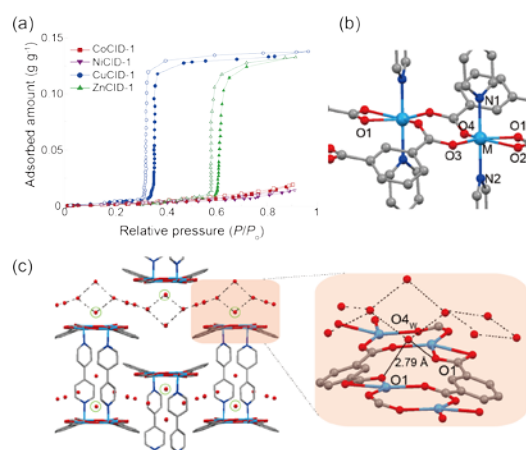 (a)
CoCID-1
NiCID-1
CuCID-1
ZnCID-1
Adsorbed amount (g g⁻¹)
0.15
0.10
0.05
0
0
0.2
0.4
0.6
0.8
1
Relative pressure (P/P₀)
(b)
N1
O4
O1
O1
O3
M
O2
N2
(c)
O4w
O1
2.79 Å
O1